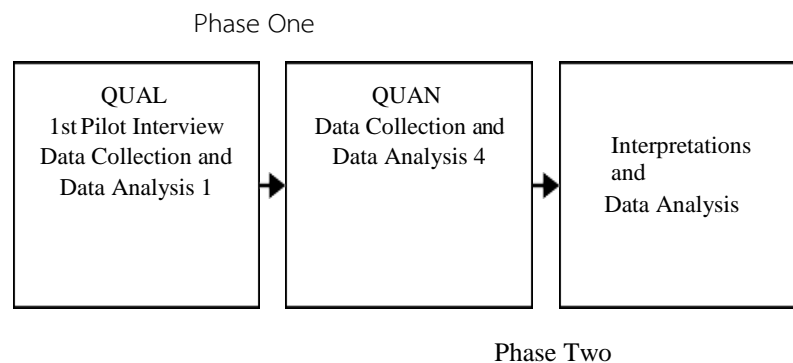 Phase One
QUAL
1st Pilot Interview
Data Collection and
Data Analysis 1
QUAN
Data Collection and
Data Analysis 4
Interpretations
and
Data Analysis
Phase Two